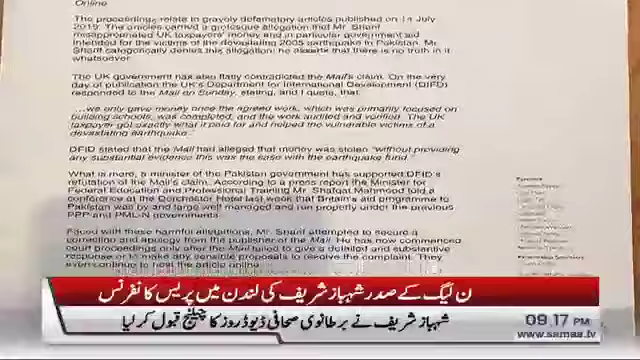 Online
The proceedings relate to gravely defamatory articles published on 14 July
2019. The articles carried a grotesque allegation that Mr. Sharif
misappropriated UK taxpayers' money and in particular government aid
intended for the victims of the devastating 2005 earthquake in Pakistan. Mr.
Sharif categorically denies this allegation; he asserts that there is no truth in it
whatsoever.
The UK government has also flatly contradicted the Mail's claim. On the very
day of publication the UK's Department for International Development (DIFD)
responded to the Mail on Sunday, stating, and I quote, that:
...we only gave money once the agreed work, which was primarily focused on
building schools, was completed, and the work audited and verified. The UK
taxpayer got exactly what it paid for and helped the vulnerable victims of a
devastating earthquake."
DFID stated that the Mail had alleged that money was stolen "without providing
any substantial evidence this was the case with the earthquake fund."
What is more, a minister of the Pakistan government has supported DFID's
refutation of the Mail's claim. According to a press report the Minister for
Federal Education and Professional Training Mr. Shafqat Mahmood told a
conference at the Dorchester Hotel last week that Britain's aid programme to
Pakistan was by and large well managed and run properly under the previous
PPP and PML-N governments.
Faced with these harmful allegations, Mr. Sharif attempted to secure a
correction and apology from the publisher of the Mail. He has now commenced
court proceedings only after the Mail failed to give a detailed and substantive
response or to make any sensible proposals to resolve the complaint. They
even continue to host the article online.
ن لیگ کے صدر شہباز شریف کی لندن میں پریس کانفرنس
شہباز شریف نے برطانوی صحافی ڈیوڈ روز کا چیلنج قبول کر لیا
09.17 PM
www.samaa.tv